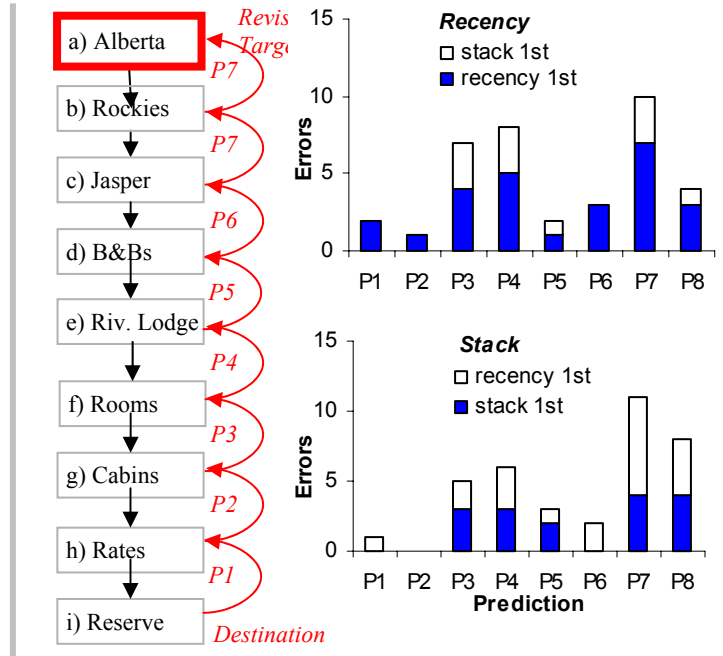 Revis
Targe
a) Alberta
P7
b) Rockies
P7
c) Jasper
P6
d) B&Bs
P5
e) Riv. Lodge
P4
f) Rooms
P3
g) Cabins
P2
h) Rates
P1
i) Reserve
Destination
Recency
stack 1st
recency 1st
Errors
15
10
5
0
P1 P2 P3 P4 P5 P6 P7 P8
Stack
recency 1st
stack 1st
Errors
15
10
5
0
P1 P2 P3 P4 P5 P6 P7 P8
Prediction